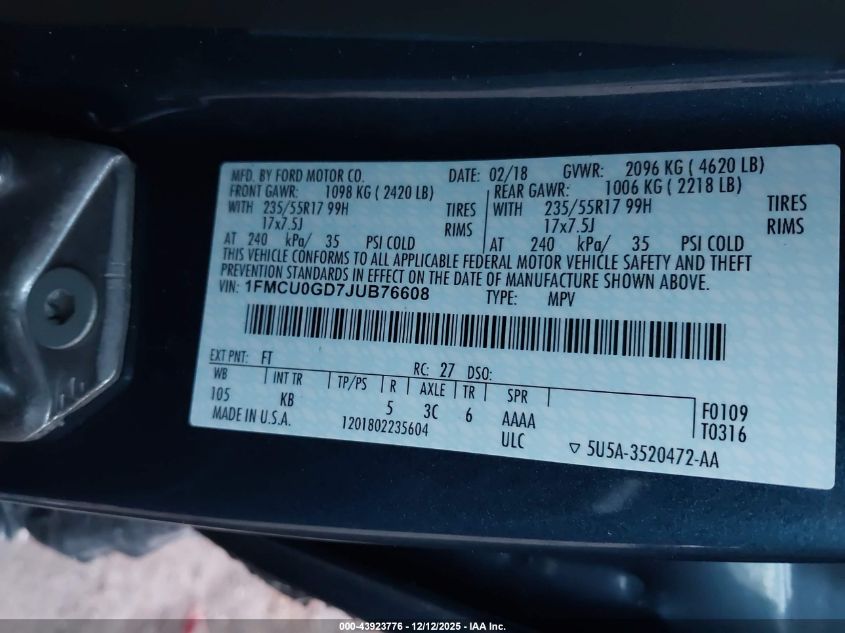 MFD. BY FORD MOTOR CO. DATE: 02/18 GVWR: 2096 KG ( 4620 LB)
FRONT GAWR: 1098 KG ( 2420 LB) REAR GAWR: 1006 KG ( 2218 LB)
WITH 235/55R17 99H TIRES WITH 235/55R17 99H TIRES
17x7.5J RIMS 17x7.5J RIMS
AT 240 kPa/ 35 PSI COLD AT 240 kPa/ 35 PSI COLD
THIS VEHICLE CONFORMS TO ALL APPLICABLE FEDERAL MOTOR VEHICLE SAFETY AND THEFT
PREVENTION STANDARDS IN EFFECT ON THE DATE OF MANUFACTURE SHOWN ABOVE.
VIN: 1FMCU0GD7JUB76608 TYPE: MPV
EXT PNT: FT RC: 27 DSO:
WB INT TR TP/PS R AXLE TR SPR
105 KB 5 3C 6 AAAA F0109
MADE IN U.S.A. 1201802235604 ULC T0316
5U5A-3520472-AA
000-43923776 - 12/12/2025 - IAA Inc.